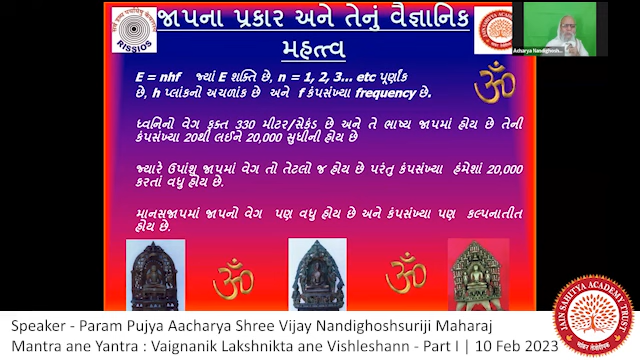 જાપના પ્રકાર અને તેનું વૈજ્ઞાનિક
મહત્ત્વ
RISSIOS
Acharya Nandighosh...
E = nhf જ્યાં E શક્તિ છે, n = 1, 2, 3... etc પૂર્ણાંક
છે, h પ્લાંકનો અચળાંક છે અને f કંપસંખ્યા frequency છે.
ધ્વનિનો વેગ ફક્ત 330 મીટર/સેકંડ છે અને તે ભાષ્ય જાપમાં હોય છે તેની
કંપસંખ્યા 20થી લઇને 20,000 સુધીની હોય છે
જ્યારે ઉપાંશુ જાપમાં વેગ તો તેટલો જ હોય છે પરંતુ કંપસંખ્યા હંમેશાં 20,000
કરતાં વધુ હોય છે.
માનસજાપમાં જાપનો વેગ પણ વધુ હોય છે અને કંપસંખ્યા પણ કલ્પનાતીત
હોય છે.
ॐ
ॐ
ॐ
Speaker - Param Pujya Aacharya Shree Vijay Nandighoshsuriji Maharaj
Mantra ane Yantra : Vaignanik Lakshnikta ane Vishleshann - Part I | 10 Feb 2023
JAIN SAHITYA ACADEMY TRUST